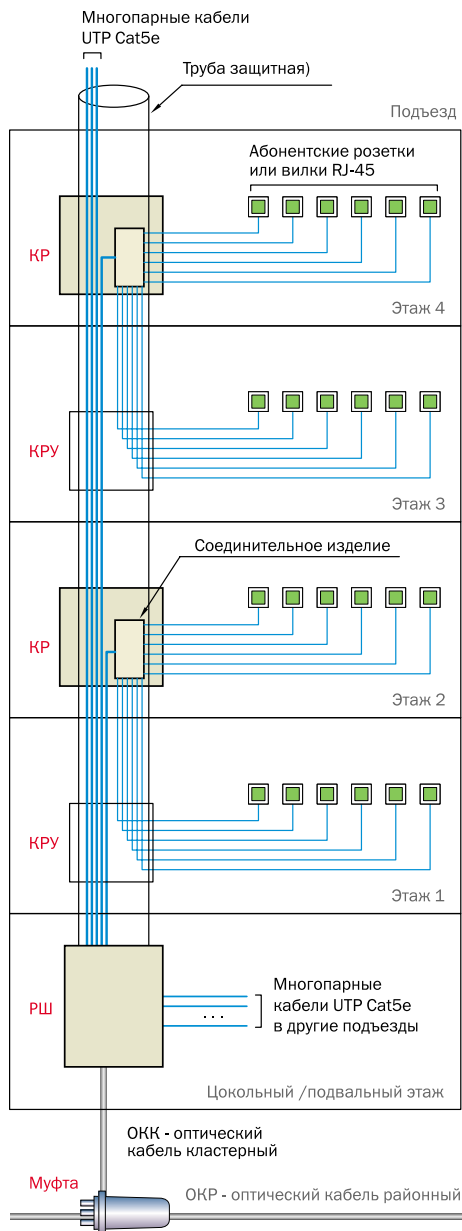 Многопарные кабели
UTP Cat5e
Труба защитная)
Подъезд
Абонентские розетки
или вилки RJ-45
КР
Этаж 4
КРУ
Этаж 3
Соединительное изделие
КР
Этаж 2
КРУ
Этаж 1
РШ
Многопарные
кабели UTP Cat5e
в другие подъезды
...
Цокольный /подвальный этаж
ОКК - оптический
кабель кластерный
Муфта
ОКР - оптический кабель районный